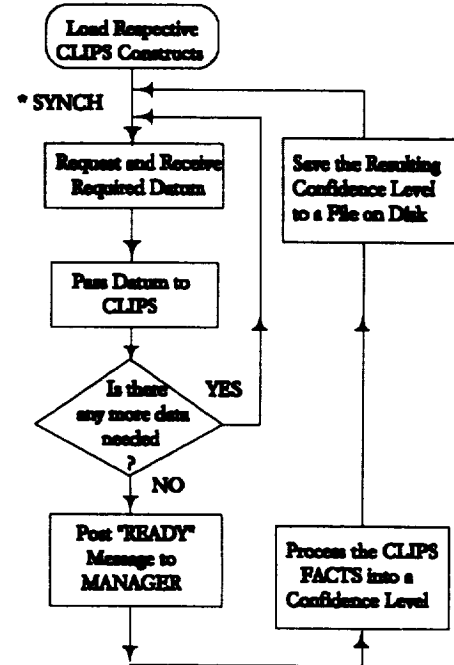 Load Respective
CLIPS Constructs
* SYNCH
Request and Receive
Required Datum
Pass Datum to
CLIPS
Is there
any more data
needed
?
YES
NO
Post "READY"
Message to
MANAGER
Save the Resulting
Confidence Level
to a File on Disk
Process the CLIPS
FACTS into a
Confidence Level